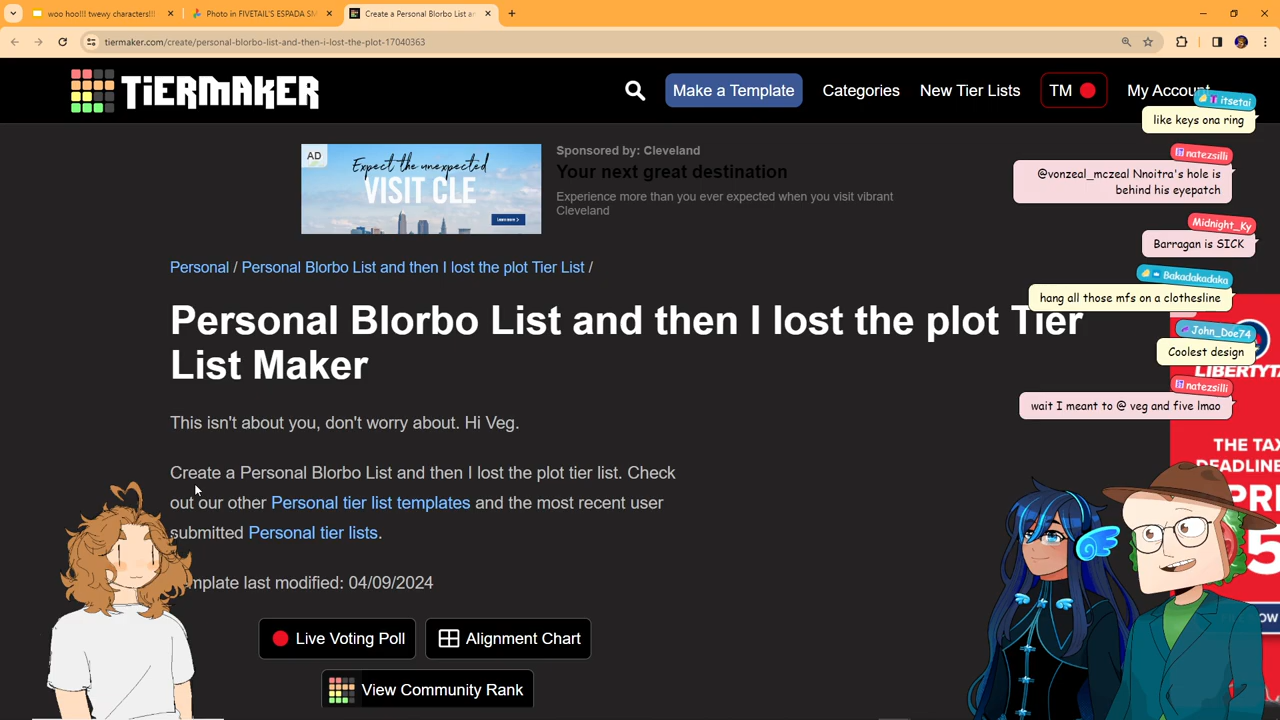 woo hoo!!! twewy characters!!!
Photo in FIVETAIL'S ESPADA SM
Create a Personal Blorbo List an
tiermaker.com/create/personal-blorbo-list-and-then-i-lost-the-plot-17040363
TiERMAKER
Make a Template
Categories
New Tier Lists
TM
My Account
AD
Expect the unexpected
VISIT CLE
Sponsored by: Cleveland
Your next great destination
Experience more than you ever expected when you visit vibrant
Cleveland
Personal / Personal Blorbo List and then I lost the plot Tier List /
Personal Blorbo List and then I lost the plot Tier
List Maker
This isn't about you, don't worry about. Hi Veg.
Create a Personal Blorbo List and then I lost the plot tier list. Check
out our other Personal tier list templates and the most recent user
submitted Personal tier lists.
mplate last modified: 04/09/2024
Live Voting Poll
Alignment Chart
View Community Rank
itsetai
like keys ona ring
natezsilli
@vonzeal_mczeal Nnoitra's hole is
behind his eyepatch
Midnight_Ky
Barragan is SICK
Bakadakadaka
hang all those mfs on a clothesline
John_Doe74
Coolest design
natezsilli
wait I meant to @ veg and five lmao
LIBERTYTA
THE TAX
DEADLINE
PRI
5
OW